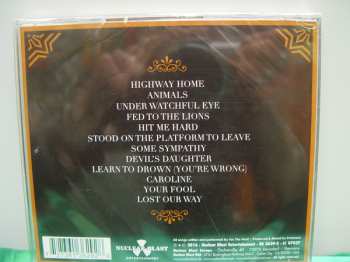 HIGHWAY HOME
ANIMALS
UNDER WATCHFUL EYE
FED TO THE LIONS
HIT ME HARD
STOOD ON THE PLATFORM TO LEAVE
SOME SYMPATHY
DEVIL'S DAUGHTER
LEARN TO DROWN (YOU'RE WRONG)
CAROLINE
YOUR FOOL
LOST OUR WAY
NUCLEAR BLAST
ENTERTAINMENT